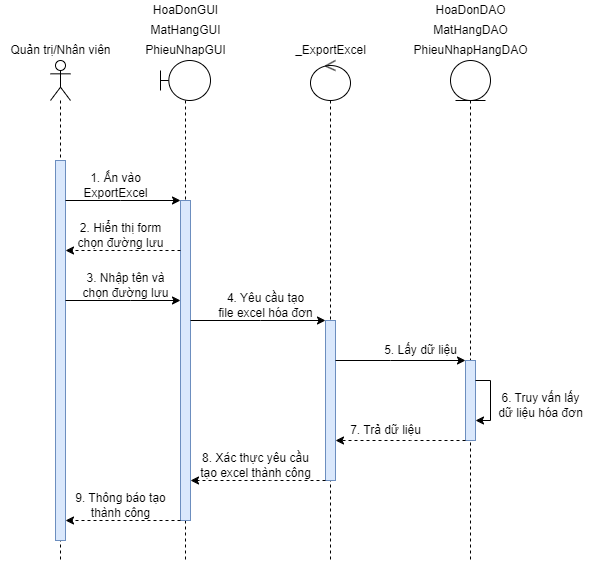 HoaDonGUI
MatHangGUI
PhieuNhapGUI
HoaDonDAO
MatHangDAO
PhieuNhapHangDAO
Quản trị/Nhân viên
_ExportExcel
1. Ấn vào
ExportExcel
2. Hiển thị form
chọn đường lưu
3. Nhập tên và
chọn đường lưu
4. Yêu cầu tạo
file excel hóa đơn
5. Lấy dữ liệu
6. Truy vấn lấy
dữ liệu hóa đơn
7. Trả dữ liệu
8. Xác thực yêu cầu
tạo excel thành công
9. Thông báo tạo
thành công